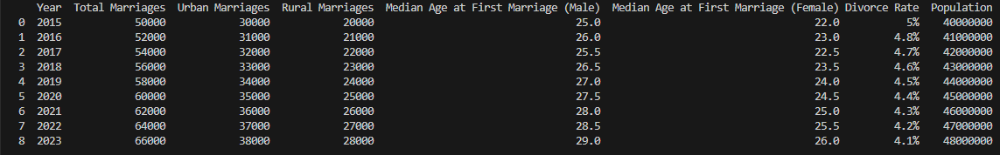 Year Total Marriages Urban Marriages Rural Marriages Median Age at First Marriage (Male) Median Age at First Marriage (Female) Divorce Rate Population
0 2015 50000 30000 20000 25.0 22.0 5% 40000000
1 2016 52000 31000 21000 26.0 23.0 4.8% 41000000
2 2017 54000 32000 22000 25.5 22.5 4.7% 42000000
3 2018 56000 33000 23000 26.5 23.5 4.6% 43000000
4 2019 58000 34000 24000 27.0 24.0 4.5% 44000000
5 2020 60000 35000 25000 27.5 24.5 4.4% 45000000
6 2021 62000 36000 26000 28.0 25.0 4.3% 46000000
7 2022 64000 37000 27000 28.5 25.5 4.2% 47000000
8 2023 66000 38000 28000 29.0 26.0 4.1% 48000000